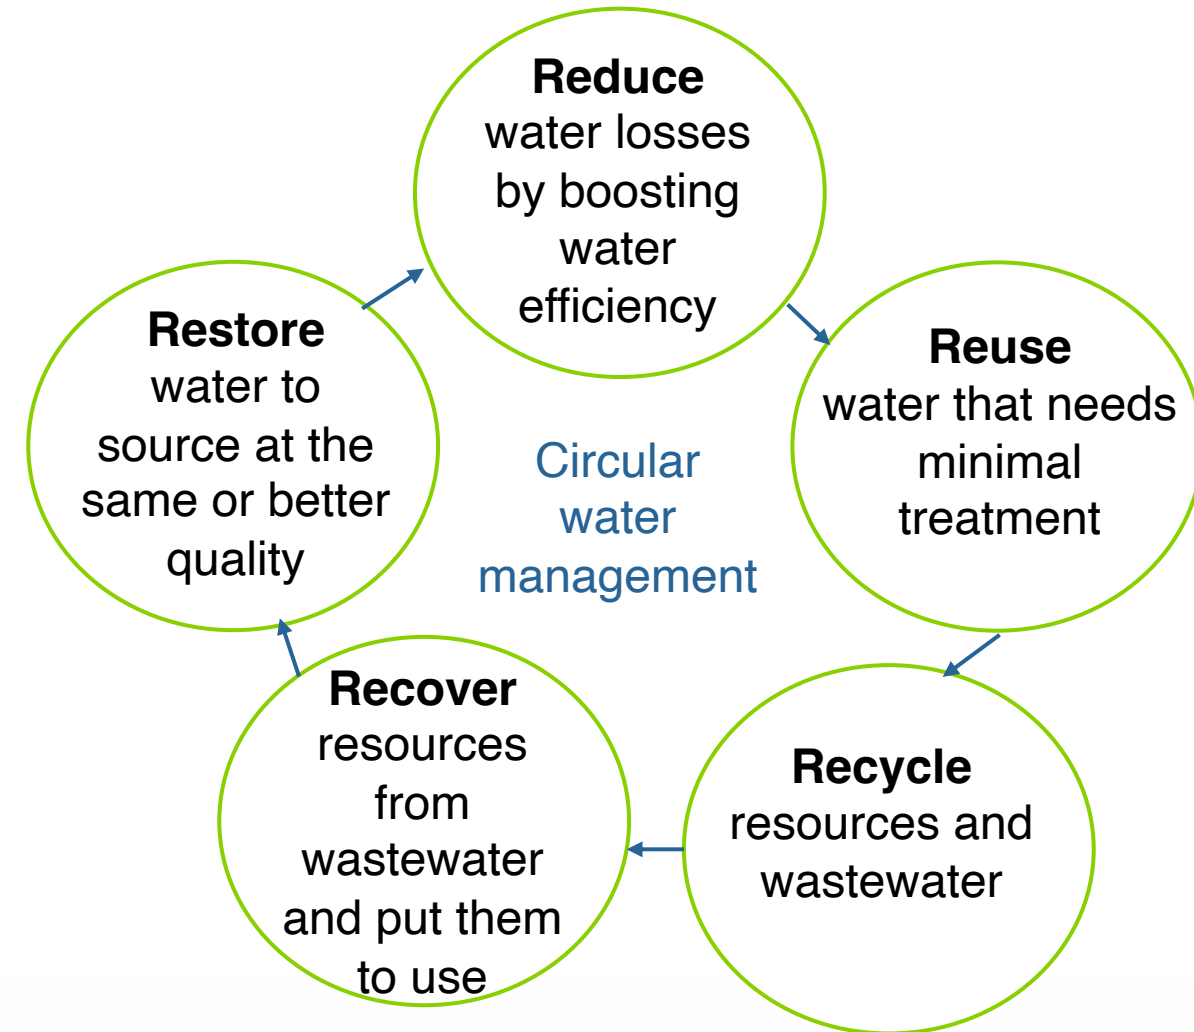 Reduce
water losses
by boosting
water
efficiency
Reuse
water that needs
minimal
treatment
Recycle
resources and
wastewater
Recover
resources
from
wastewater
and put them
to use
Restore
water to
source at the
same or better
quality
Circular
water
management